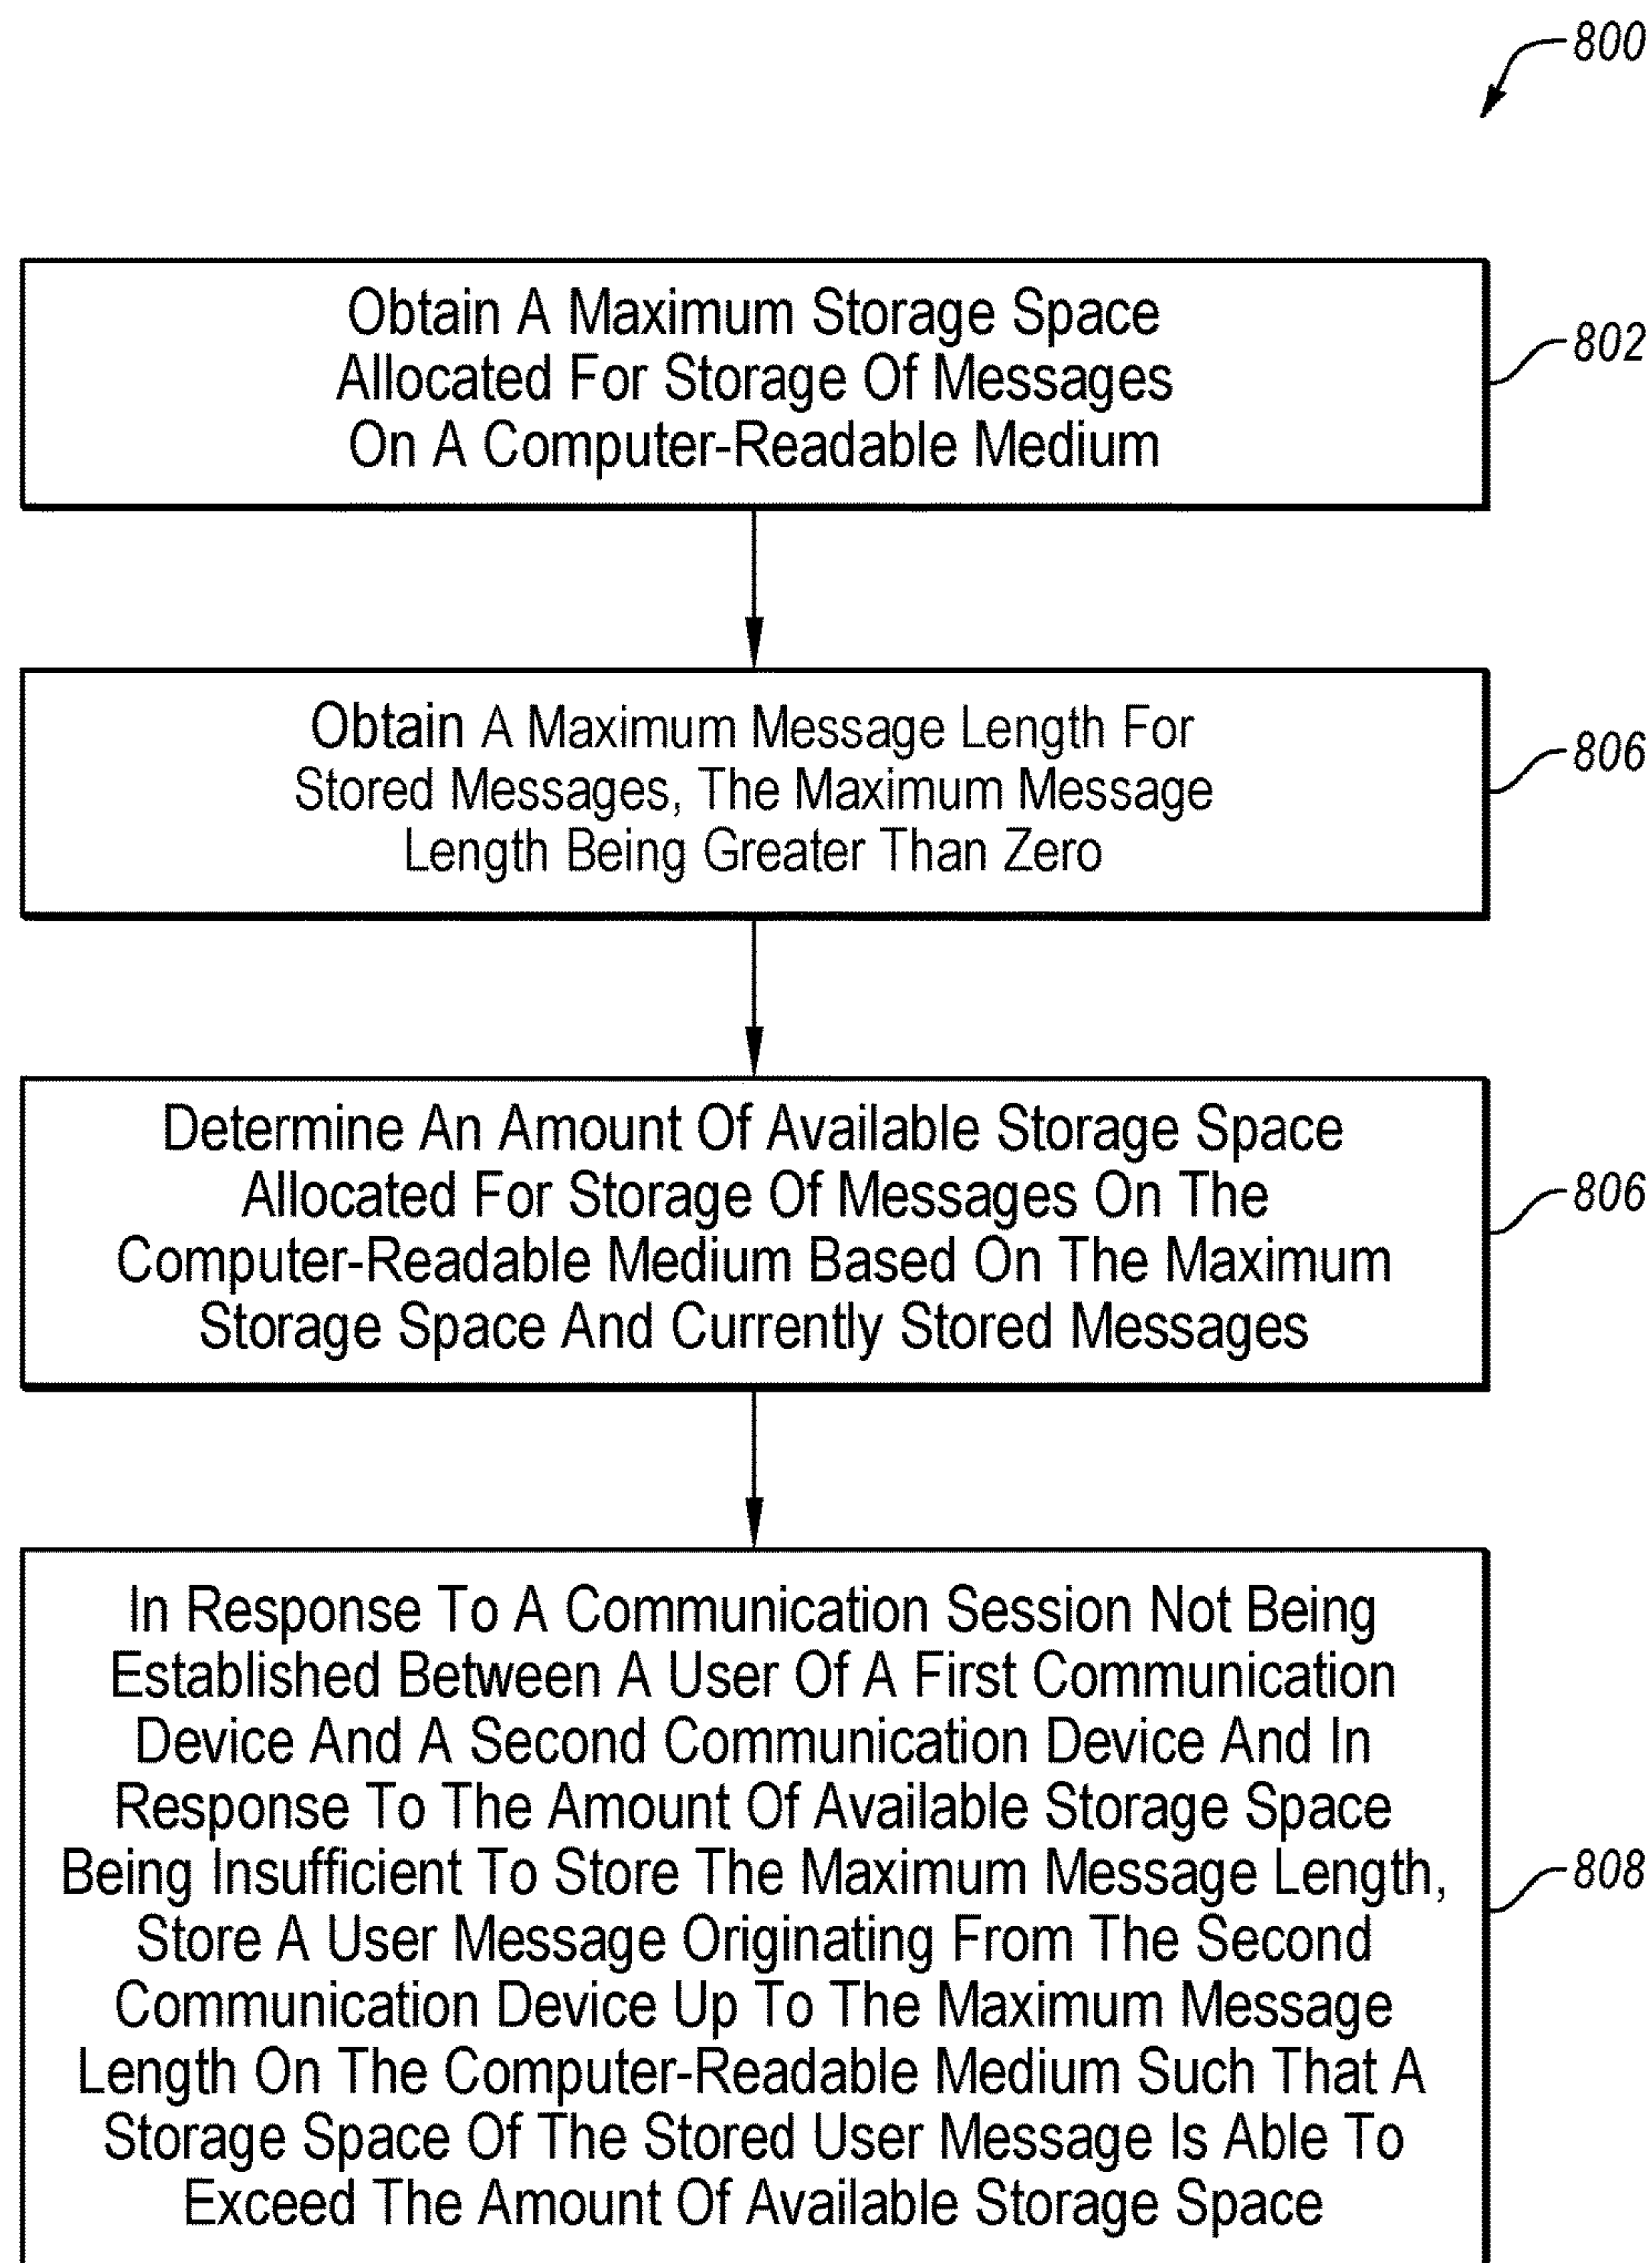 800
Obtain A Maximum Storage Space
Allocated For Storage Of Messages
On A Computer-Readable Medium
802
Obtain A Maximum Message Length For
Stored Messages, The Maximum Message
Length Being Greater Than Zero
806
Determine An Amount Of Available Storage Space
Allocated For Storage Of Messages On The
Computer-Readable Medium Based On The Maximum
Storage Space And Currently Stored Messages
806
In Response To A Communication Session Not Being
Established Between A User Of A First Communication
Device And A Second Communication Device And In
Response To The Amount Of Available Storage Space
Being Insufficient To Store The Maximum Message Length,
Store A User Message Originating From The Second
Communication Device Up To The Maximum Message
Length On The Computer-Readable Medium Such That A
Storage Space Of The Stored User Message Is Able To
Exceed The Amount Of Available Storage Space
808